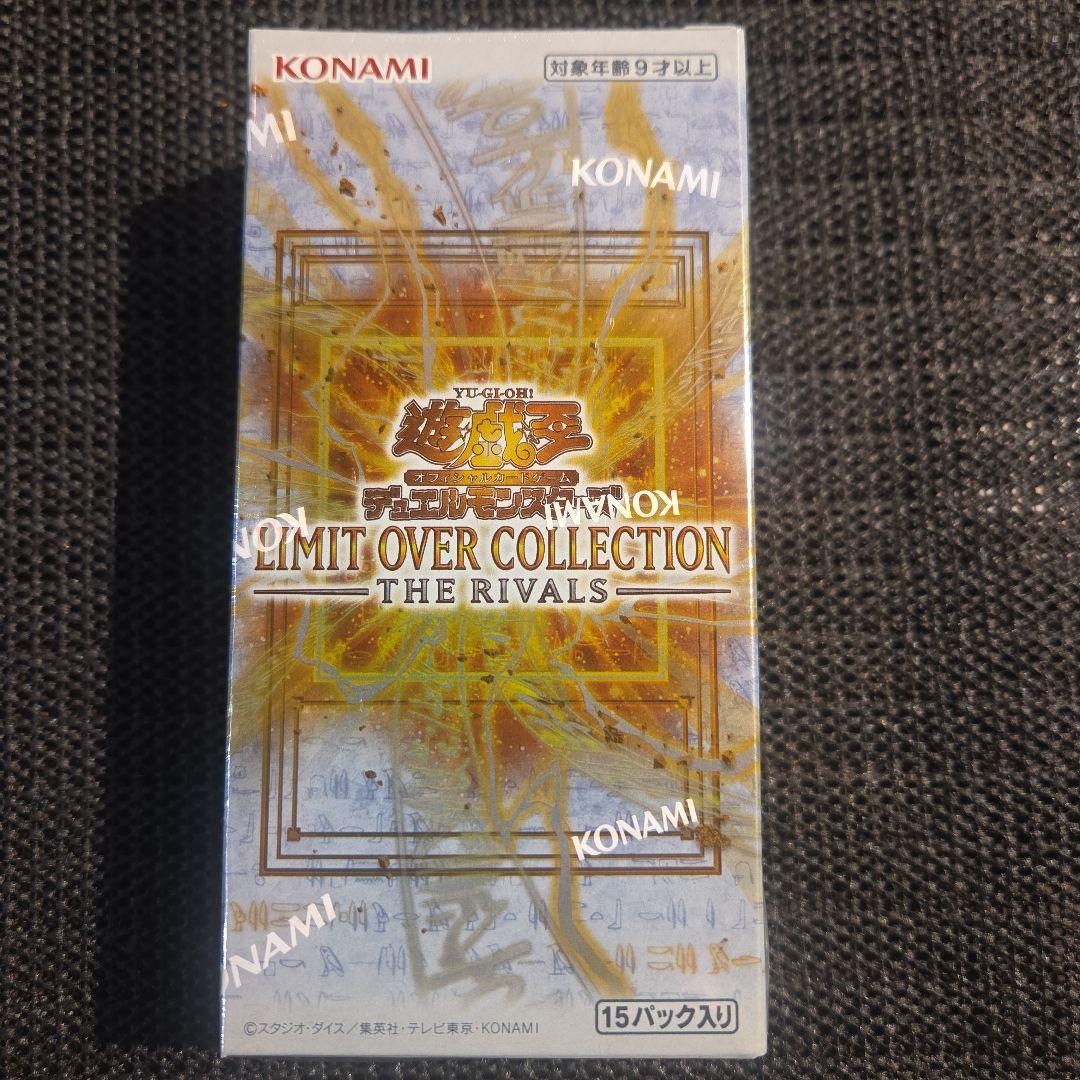 KONAMI
対象年齢9才以上
KONAMI
KONAMI
YU-GI-OH!
遊戯王
オフィシャルカードゲーム
デュエルモンスターズ
KONAMI
KONAMI
LIMIT OVER COLLECTION
THE RIVALS
KONAMI
KONAMI
15パック入り
©スタジオ・ダイス/集英社・テレビ東京・KONAMI